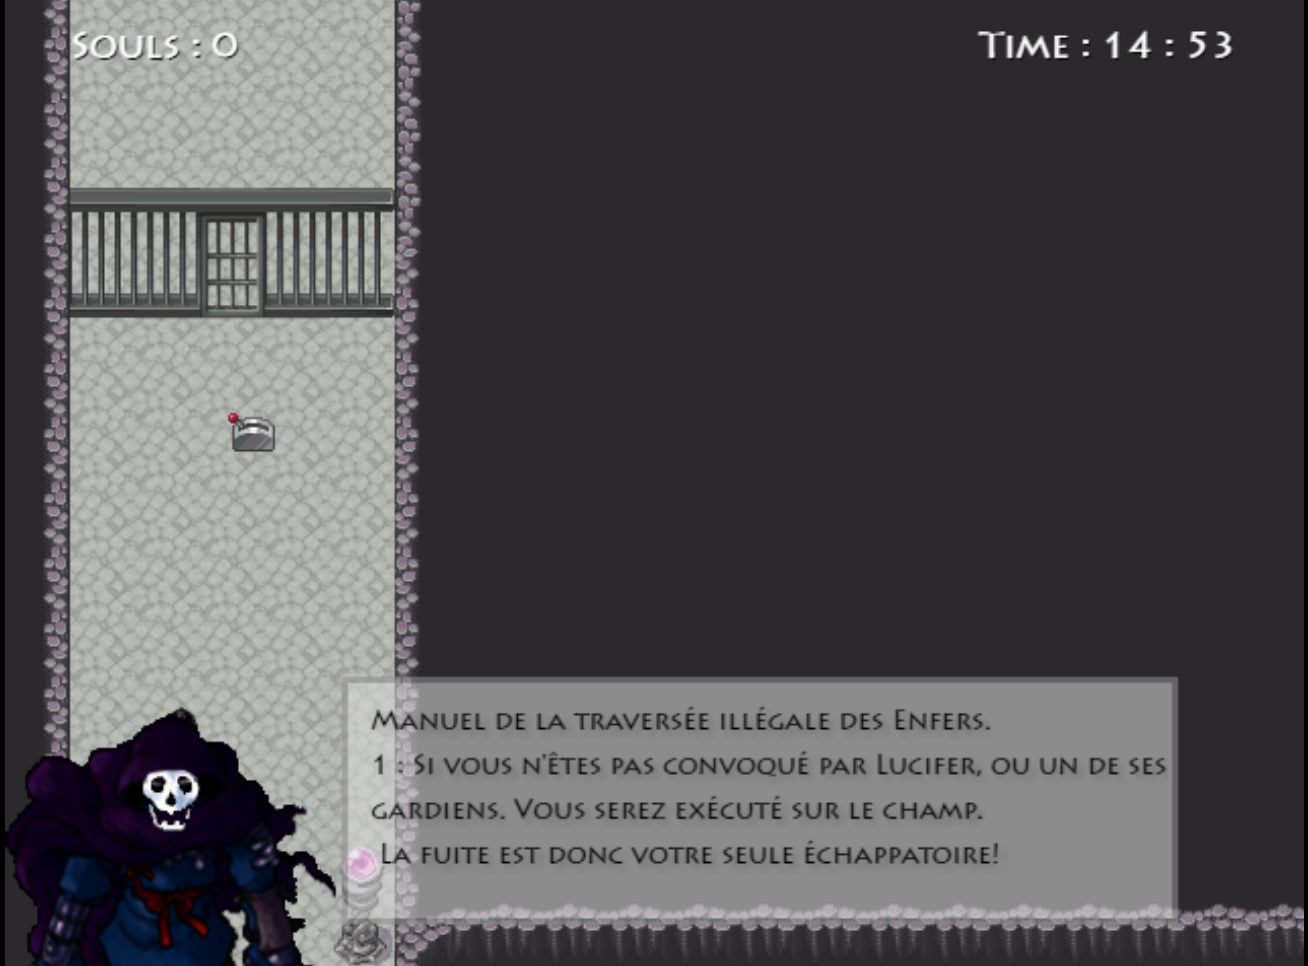 Souls : 0
Time : 14 : 53
Manuel de la traversée illégale des Enfers.
1 : Si vous n'êtes pas convoqué par Lucifer, ou un de ses
gardiens. Vous serez exécuté sur le champ.
La fuite est donc votre seule échappatoire!